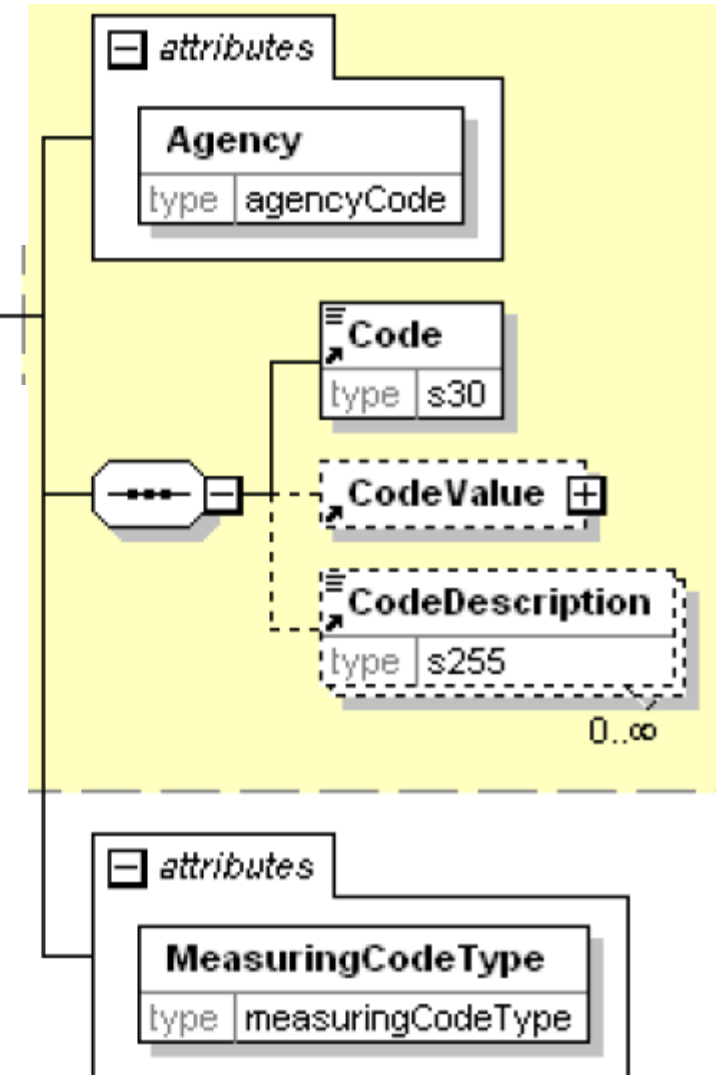 attributes
Agency
type agencyCode
Code
type s30
CodeValue
CodeDescription
type s255
0..∞
attributes
MeasuringCodeType
type measuringCodeType